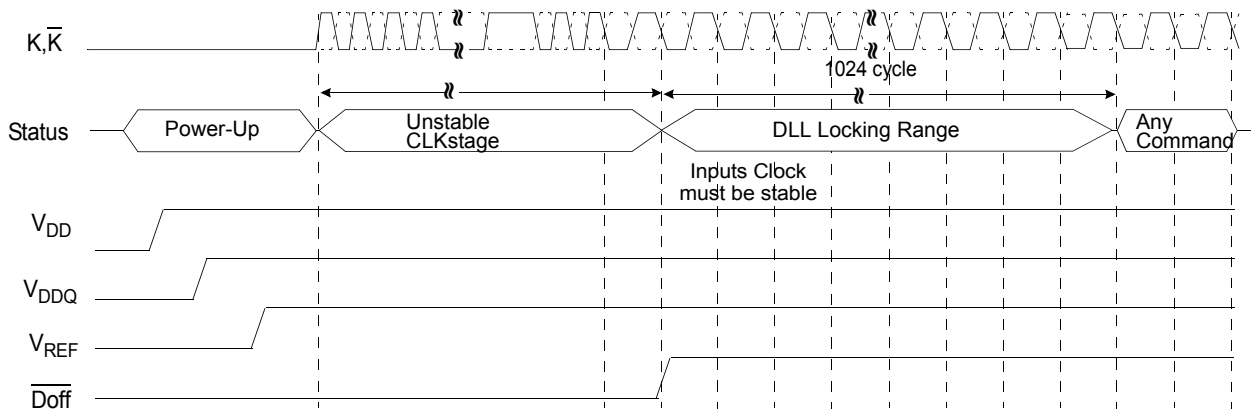 K,K̅
1024 cycle
Status
Power-Up
Unstable
CLKstage
DLL Locking Range
Any
Command
Inputs Clock
must be stable
VDD
VDDQ
VREF
D̅o̅f̅f̅